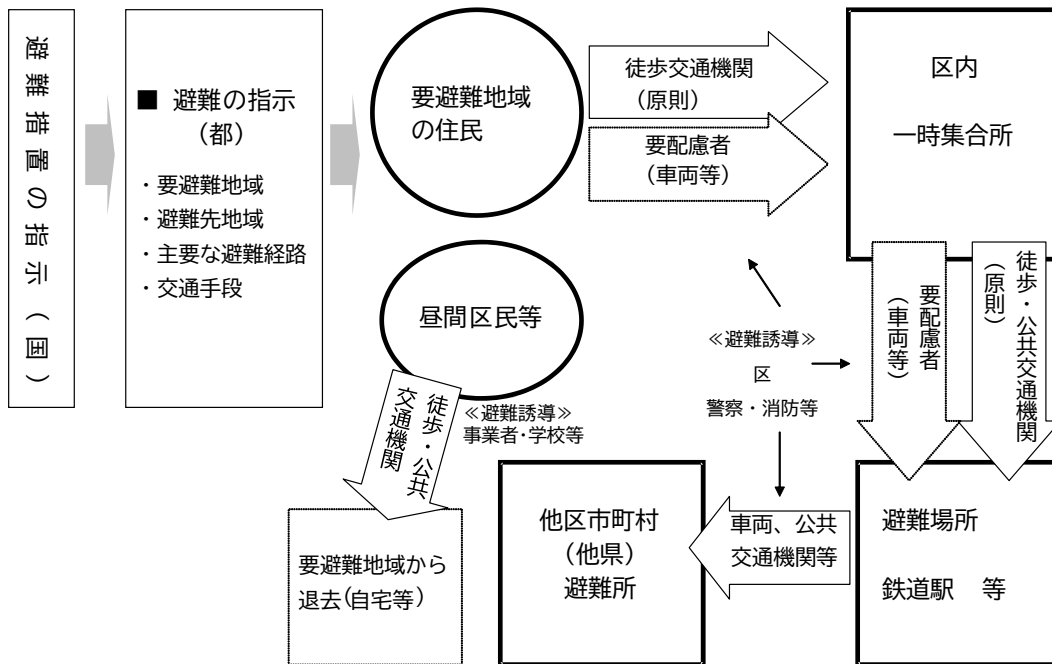 避難措置の指示（国）
■ 避難の指示
（都）
・要避難地域
・避難先地域
・主要な避難経路
・交通手段
要避難地域
の住民
徒歩交通機関
（原則）
要配慮者
（車両等）
区内
一時集合所
昼間区民等
徒歩・公共
交通機関
≪避難誘導≫
事業者・学校等
≪避難誘導≫
区
警察・消防等
要配慮者
（車両等）
徒歩・公共交通機関
（原則）
要避難地域から
退去（自宅等）
他区市町村
（他県）
避難所
車両、公共
交通機関等
避難場所
鉄道駅　等